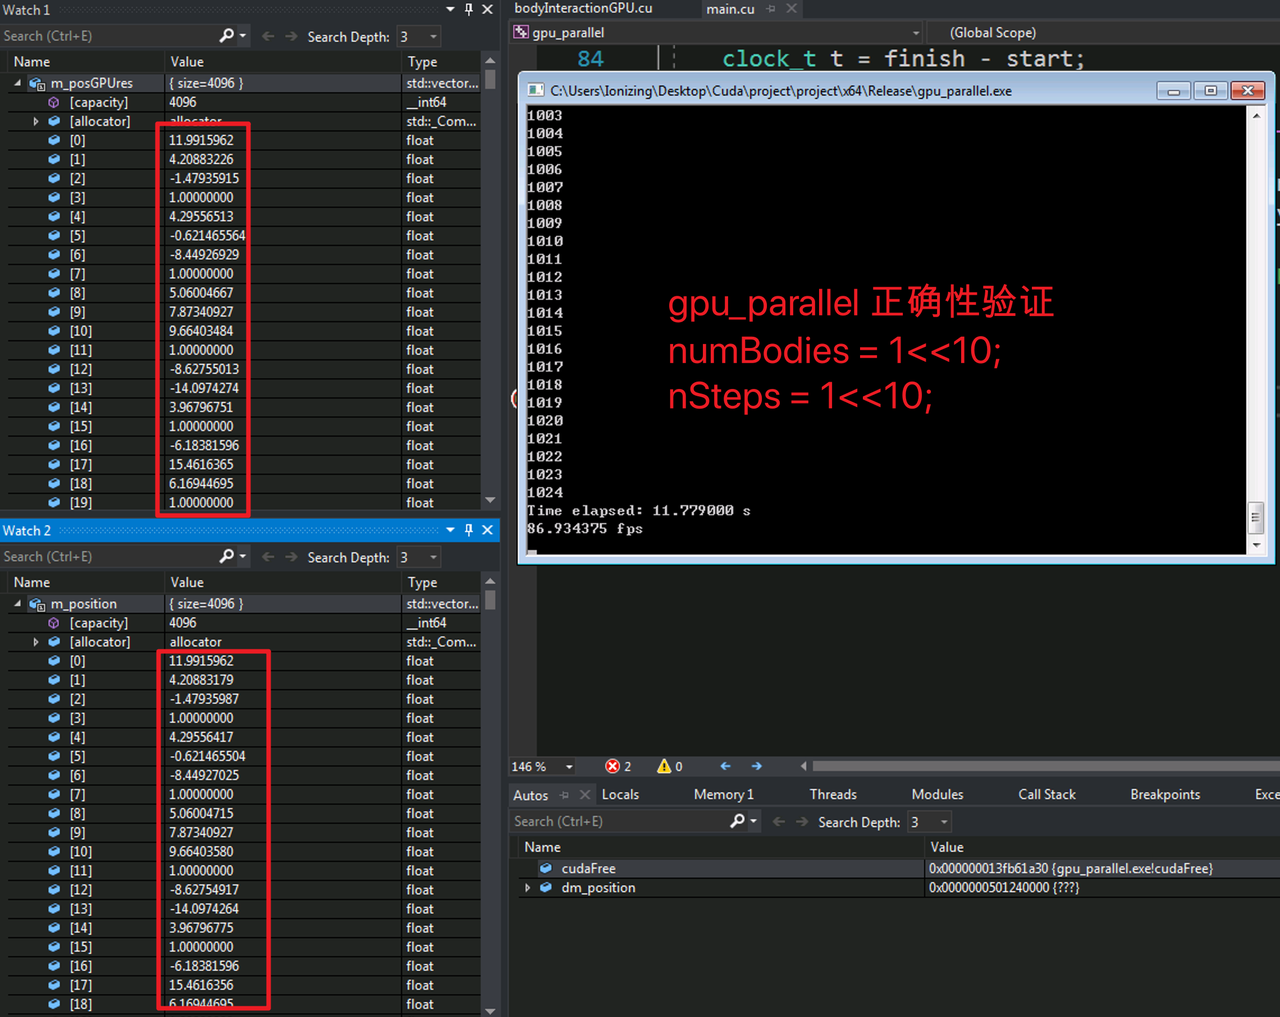 Watch 1
Search (Ctrl+E) Search Depth: 3
Name Value Type
m_posGPUres { size=4096 } std::vector...
[capacity] 4096 __int64
[allocator] allocator std::_Com...
[0] 11.9915962 float
[1] 4.20883226 float
[2] -1.47935915 float
[3] 1.00000000 float
[4] 4.29556513 float
[5] -0.621465564 float
[6] -8.44926929 float
[7] 1.00000000 float
[8] 5.06004667 float
[9] 7.87340927 float
[10] 9.66403484 float
[11] 1.00000000 float
[12] -8.62755013 float
[13] -14.0974274 float
[14] 3.96796751 float
[15] 1.00000000 float
[16] -6.18381596 float
[17] 15.4616365 float
[18] 6.16944695 float
[19] 1.00000000 float
Watch 2
Search (Ctrl+E) Search Depth: 3
Name Value Type
m_position { size=4096 } std::vector...
[capacity] 4096 __int64
[allocator] allocator std::_Com...
[0] 11.9915962 float
[1] 4.20883179 float
[2] -1.47935987 float
[3] 1.00000000 float
[4] 4.29556417 float
[5] -0.621465504 float
[6] -8.44927025 float
[7] 1.00000000 float
[8] 5.06004715 float
[9] 7.87340927 float
[10] 9.66403580 float
[11] 1.00000000 float
[12] -8.62754917 float
[13] -14.0974264 float
[14] 3.96796775 float
[15] 1.00000000 float
[16] -6.18381596 float
[17] 15.4616356 float
[18] 6.16944695 float
bodyInteractionGPU.cu main.cu
gpu_parallel (Global Scope)
84 clock_t t = finish - start;
C:\Users\Ionizing\Desktop\Cuda\project\project\x64\Release\gpu_parallel.exe
1003
1004
1005
1006
1007
1008
1009
1010
1011
1012
1013
1014
1015
1016
1017
1018
1019
1020
1021
1022
1023
1024
Time elapsed: 11.779000 s
86.934375 fps
gpu_parallel 正确性验证
numBodies = 1<<10;
nSteps = 1<<10;
146 % 2 0
Autos Locals Memory 1 Threads Modules Call Stack Breakpoints Exce
Search (Ctrl+E) Search Depth: 3
Name Value
cudaFree 0x000000013fb61a30 {gpu_parallel.exe!cudaFree}
dm_position 0x0000000501240000 {???}